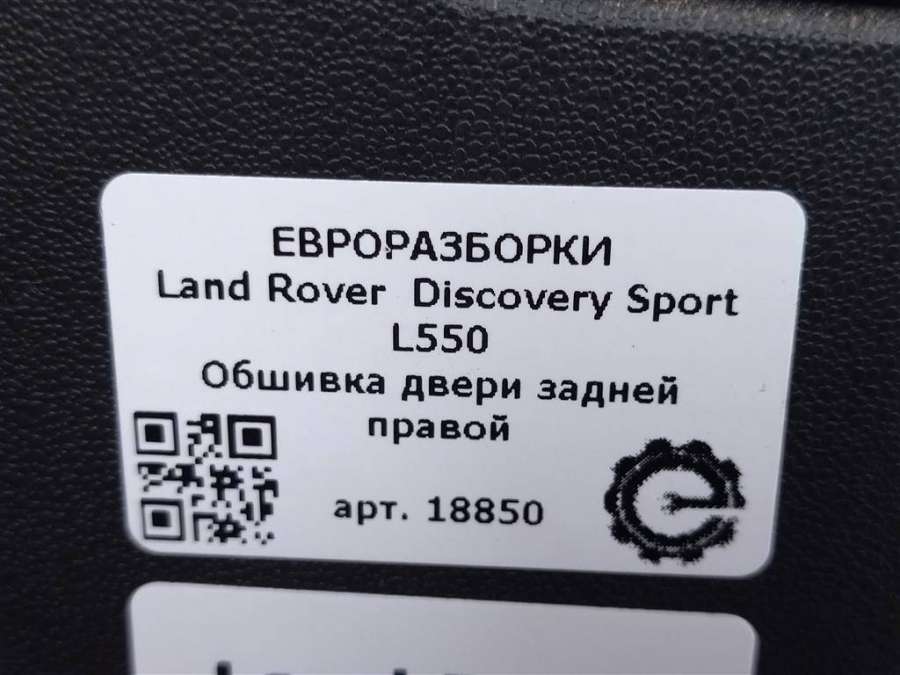 ЕВРОРАЗБОРКИ
Land Rover Discovery Sport
L550
Обшивка двери задней
правой
арт. 18850